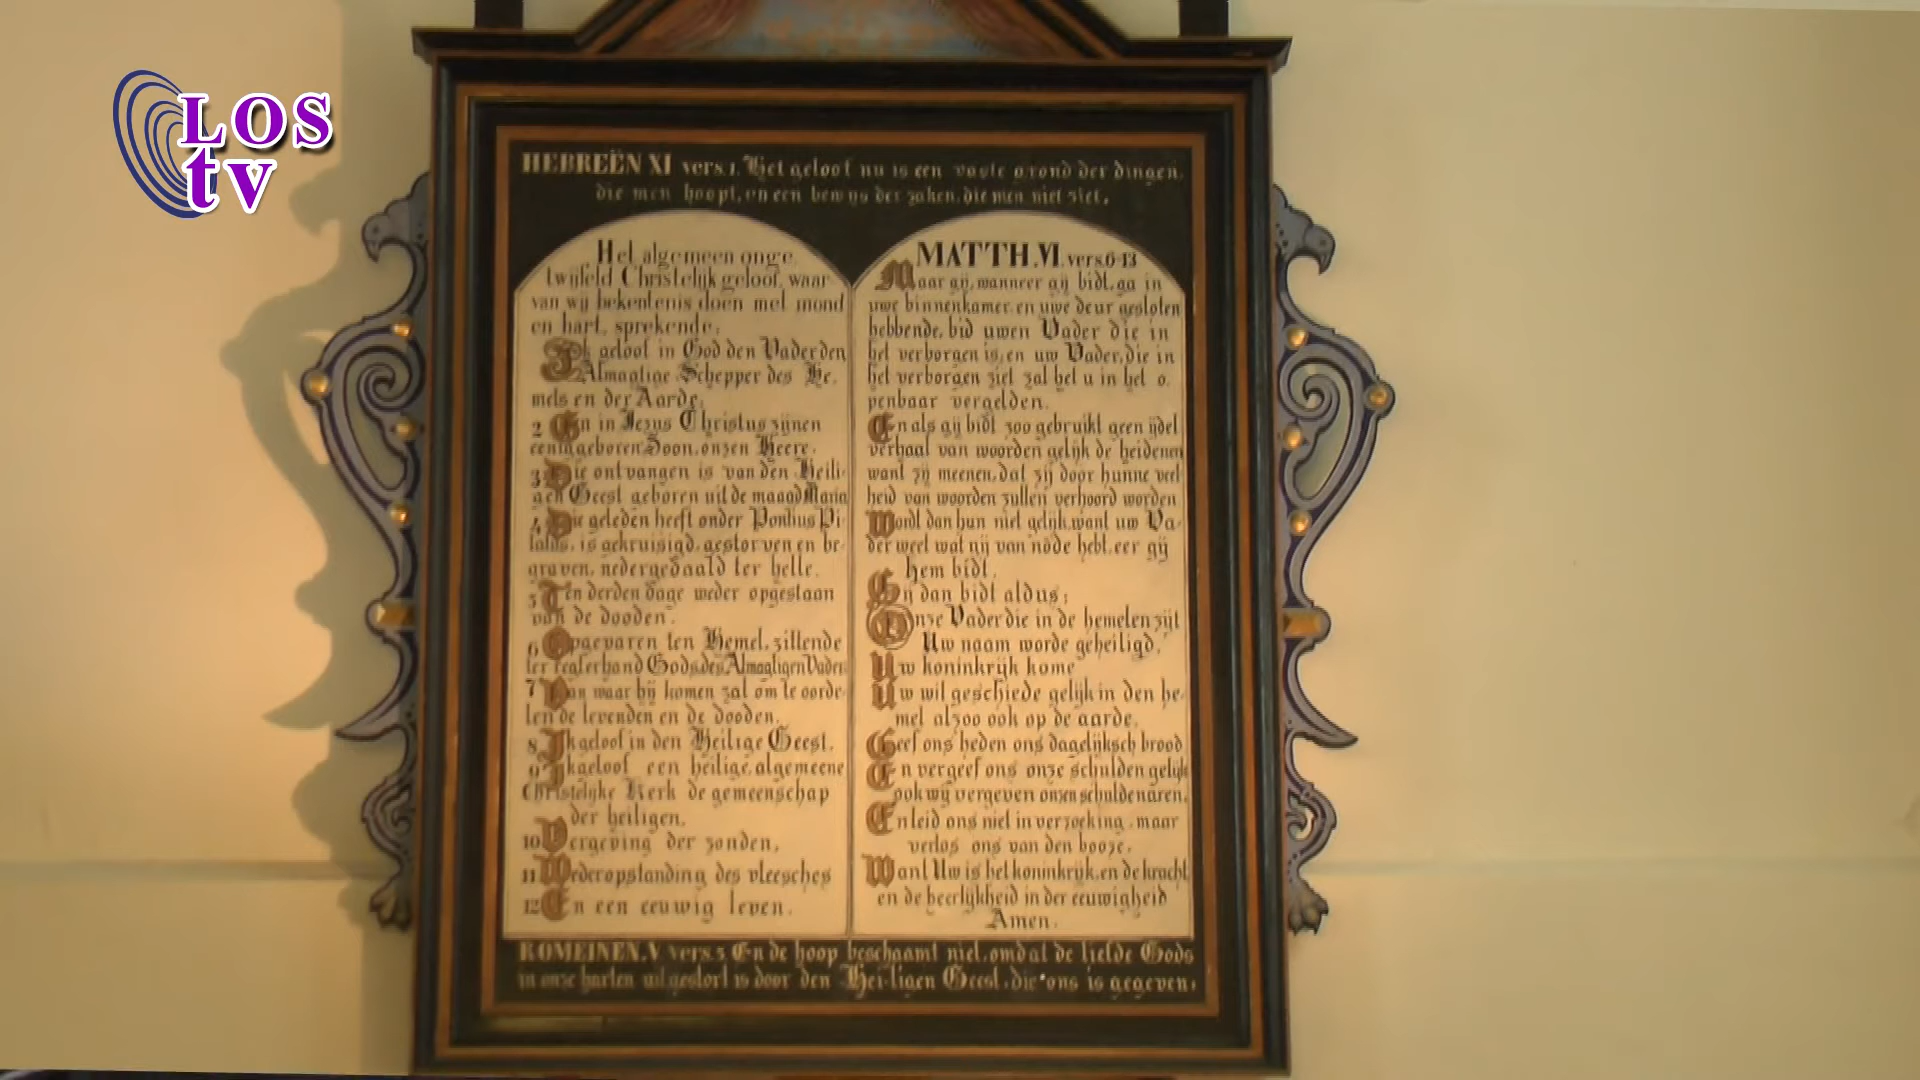 LOS
tv
HEBREËN XI vers.1. Het geloof nu is een vaste grond der dingen,
die men hoopt, en een bewys der zaken, die men niet ziet.
Het algemeen onge
twijfeld Christelijk geloof, waar
van wij bekentenis doen met mond
en hart, sprekende:
Ik geloof in God den Vader den
Almagtige Schepper des He-
mels en der Aarde.
2 En in Jezus Christus zijnen
eeniggeboren Zoon, onzen Heere.
3 Die ontvangen is van den Heili-
gen Geest geboren uit de maagd Maria
4 Die geleden heeft onder Pontius Pi-
latus, is gekruisigd, gestorven en be-
graven, nedergedaald ter helle.
5 Ten derden dage weder opgestaan
van de dooden.
6 Opgevaren ten Hemel, zittende
ter regterhand Gods, des Almagtigen Vaders
7 Van waar hij komen zal om te oorde-
len de levenden en de dooden.
8 Ik geloof in den Heilige Geest.
9 Ik geloof een heilige, algemeene
Christelijke Kerk de gemeenschap
der heiligen.
10 Vergeving der zonden,
11 Wederopstanding des vleesches
12 En een eeuwig leven.
MATTH. VI. vers. 6-13
Maar gij, wanneer gij bidt, ga in
uwe binnenkamer, en uwe deur gesloten
hebbende, bid uwen Vader die in
het verborgen is, en uw Vader, die in
het verborgen ziet zal het u in het o-
penbaar vergelden.
En als gij bidt zoo gebruikt geen ijdel
verhaal van woorden gelijk de heidenen
want zij meenen, dat zij door hunne veel
heid van woorden zullen verhoord worden
Wordt dan hun niet gelijk, want uw Va-
der weet wat gij van node hebt, eer gij
hem bidt.
Gij dan bidt aldus;
Onze Vader die in de hemelen zijt
Uw naam worde geheiligd,
Uw koninkrijk kome
Uw wil geschiede gelijk in den he-
mel alzoo ook op de aarde.
Geef ons heden ons dagelijksch brood
En vergeef ons onze schulden gelijk
ook wij vergeven onzen schuldenaren.
En leid ons niet in verzoeking, maar
verlos ons van den booze.
Want Uw is het koninkrijk, en de kracht
en de heerlijkheid in der eeuwigheid
Amen.
ROMEINEN. V. vers. 5 En de hoop beschaamt niet, omdat de liefde Gods
in onze harten uitgestort is door den Heiligen Geest, die ons is gegeven.